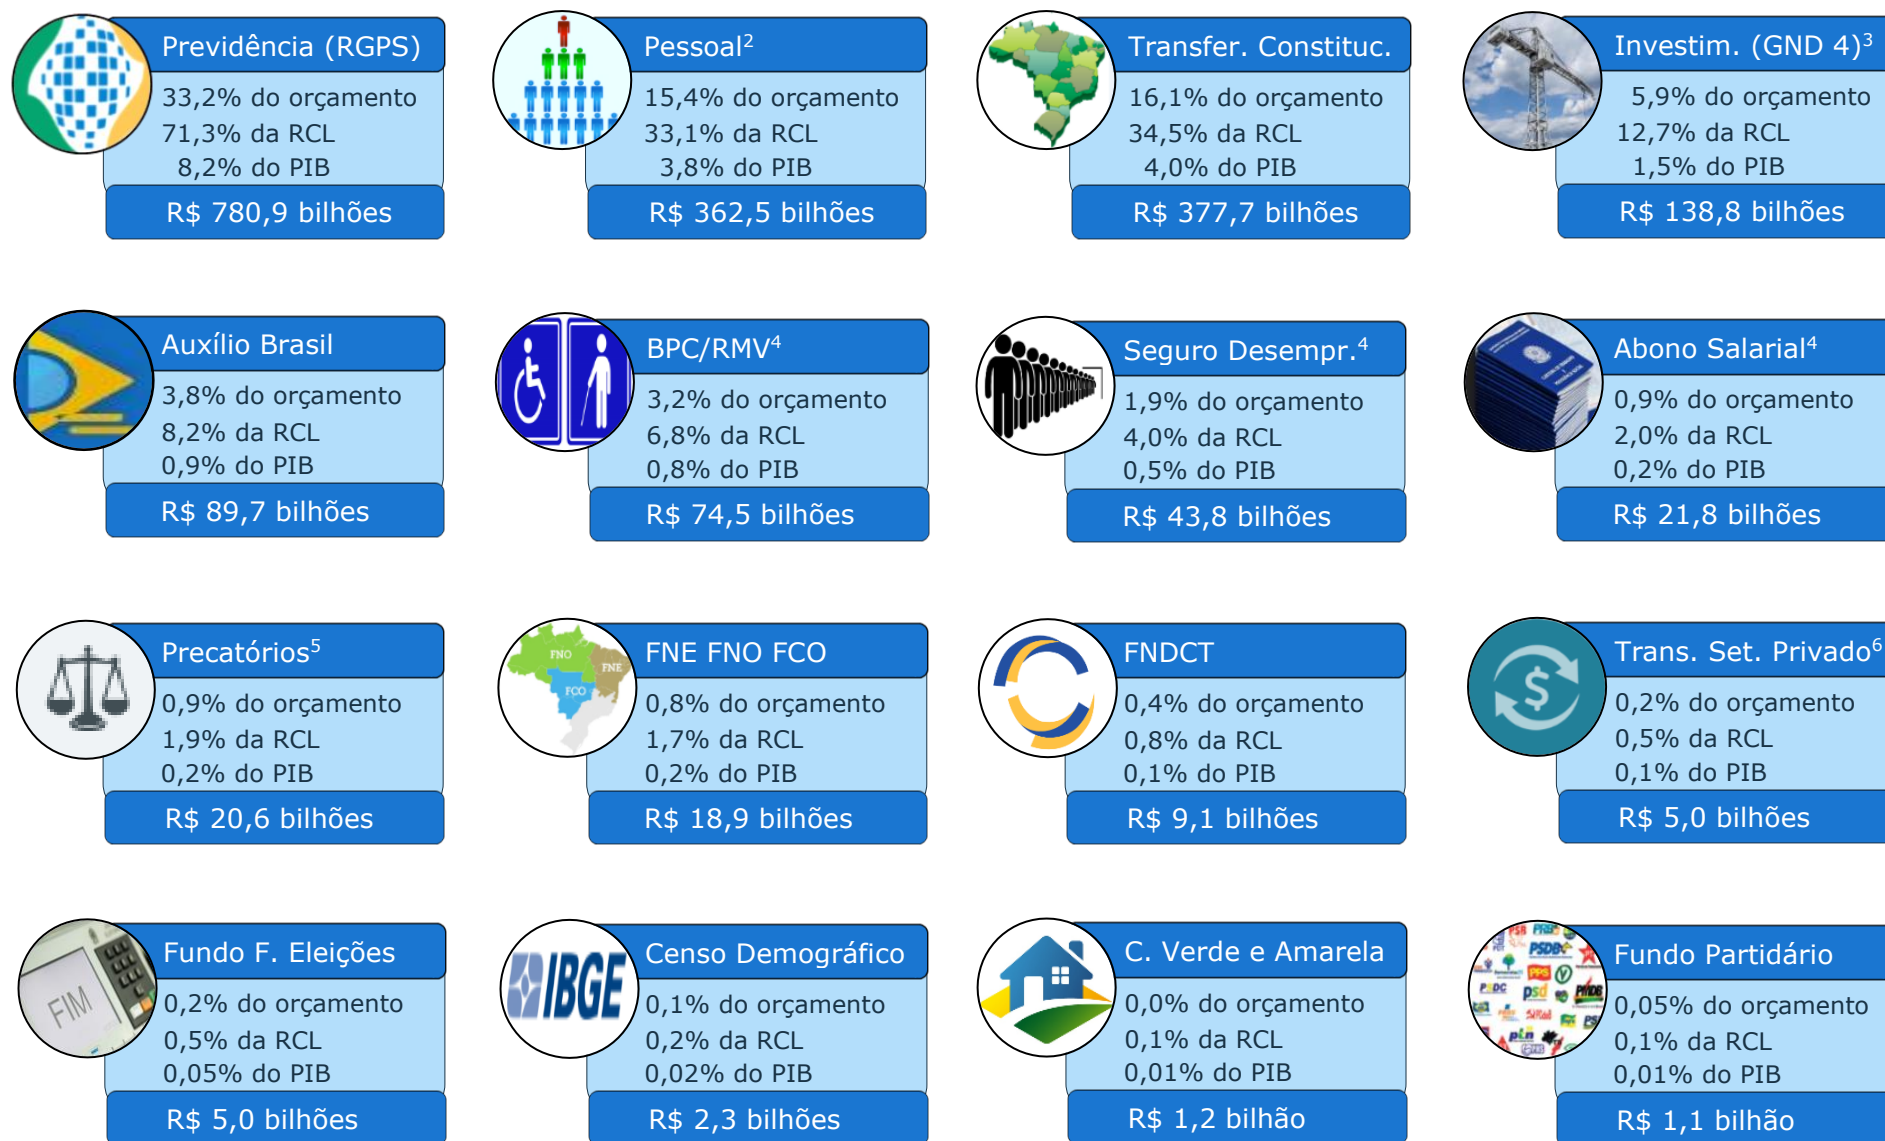 Previdência (RGPS)
33,2% do orçamento
71,3% da RCL
8,2% do PIB
R$ 780,9 bilhões
Pessoal²
15,4% do orçamento
33,1% da RCL
3,8% do PIB
R$ 362,5 bilhões
Transfer. Constituc.
16,1% do orçamento
34,5% da RCL
4,0% do PIB
R$ 377,7 bilhões
Investim. (GND 4)³
5,9% do orçamento
12,7% da RCL
1,5% do PIB
R$ 138,8 bilhões
Auxílio Brasil
3,8% do orçamento
8,2% da RCL
0,9% do PIB
R$ 89,7 bilhões
BPC/RMV⁴
3,2% do orçamento
6,8% da RCL
0,8% do PIB
R$ 74,5 bilhões
Seguro Desempr.⁴
1,9% do orçamento
4,0% da RCL
0,5% do PIB
R$ 43,8 bilhões
Abono Salarial⁴
0,9% do orçamento
2,0% da RCL
0,2% do PIB
R$ 21,8 bilhões
Precatórios⁵
0,9% do orçamento
1,9% da RCL
0,2% do PIB
R$ 20,6 bilhões
FNO
FNE
FCO
FNE FNO FCO
0,8% do orçamento
1,7% da RCL
0,2% do PIB
R$ 18,9 bilhões
FNDCT
0,4% do orçamento
0,8% da RCL
0,1% do PIB
R$ 9,1 bilhões
$
Trans. Set. Privado⁶
0,2% do orçamento
0,5% da RCL
0,1% do PIB
R$ 5,0 bilhões
FIM
Fundo F. Eleições
0,2% do orçamento
0,5% da RCL
0,05% do PIB
R$ 5,0 bilhões
IBGE
Censo Demográfico
0,1% do orçamento
0,2% da RCL
0,02% do PIB
R$ 2,3 bilhões
C. Verde e Amarela
0,0% do orçamento
0,1% da RCL
0,01% do PIB
R$ 1,2 bilhão
PSB
PRB
PSDB
PPS
psd
PMDB
Fundo Partidário
0,05% do orçamento
0,1% da RCL
0,01% do PIB
R$ 1,1 bilhão